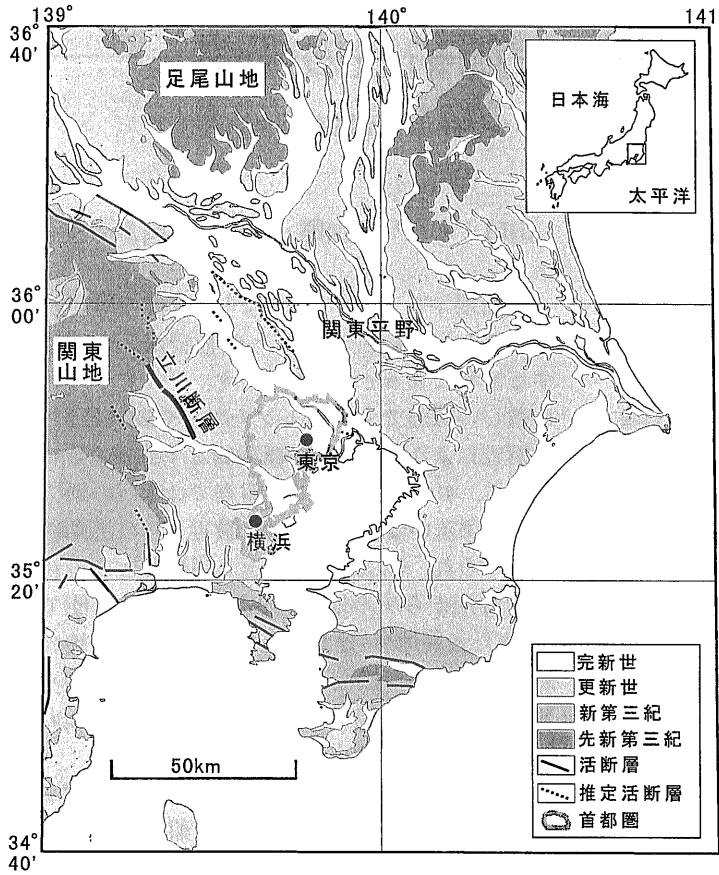 139°
140°
141
36°
40'
足尾山地
日本海
太平洋
36°
00'
関東平野
関東
山地
立川断層
東京
横浜
35°
20'
完新世
更新世
新第三紀
先新第三紀
活断層
推定活断層
首都圏
50km
34°
40'